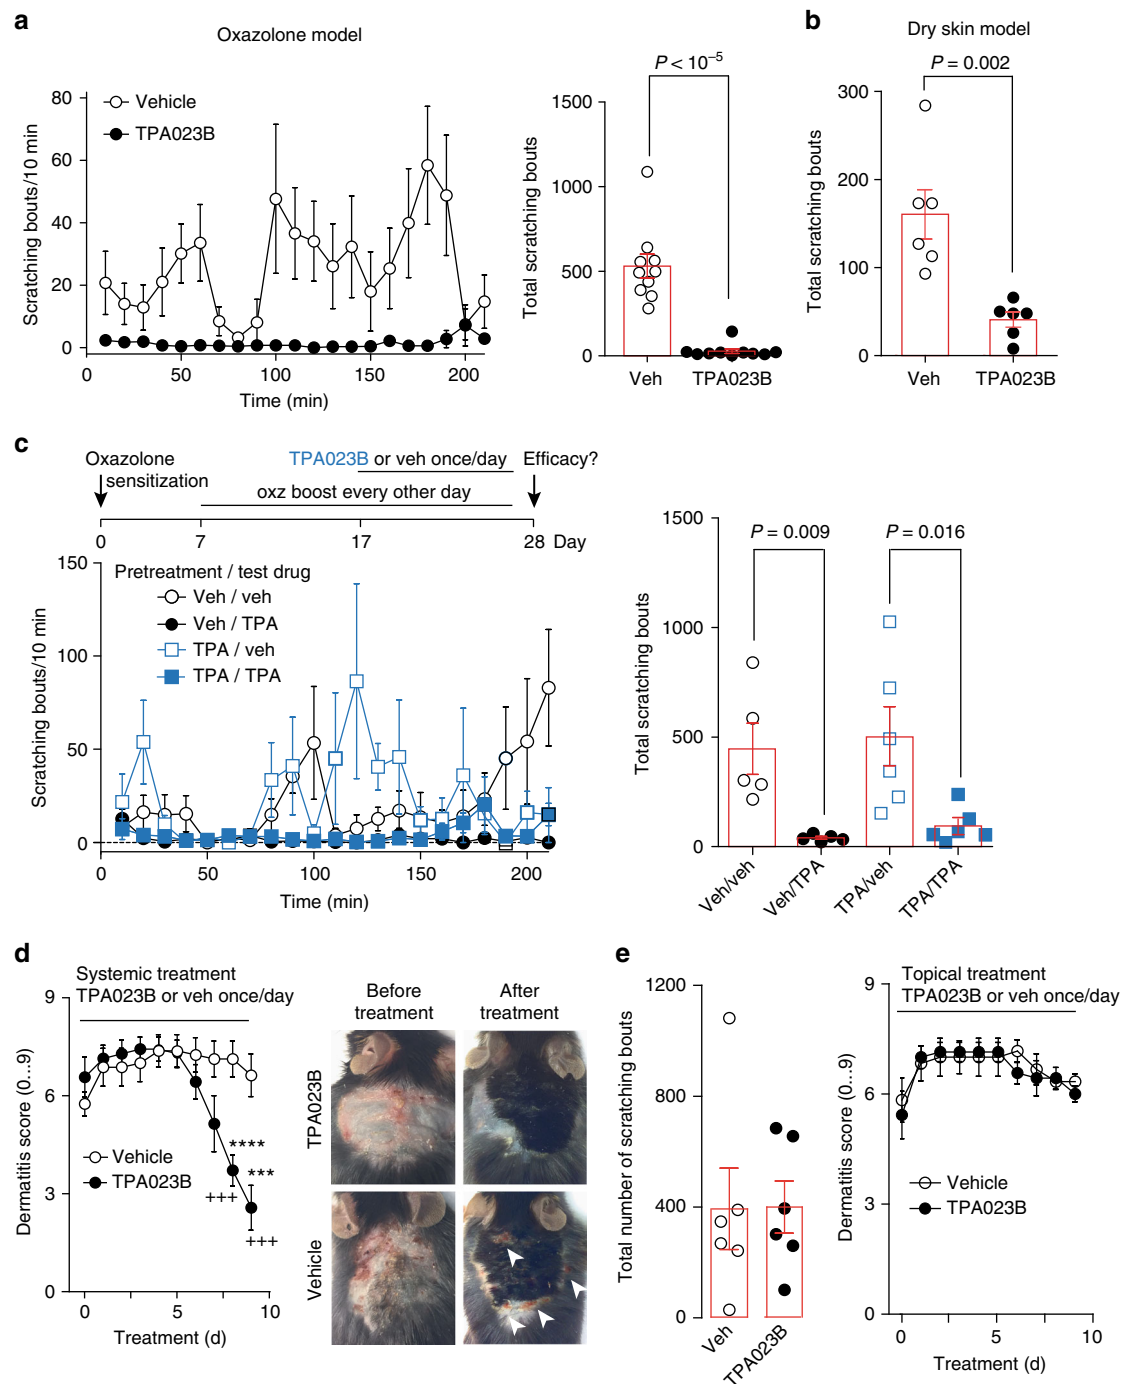 a
Oxazolone model
80
60
40
20
0
Scratching bouts/10 min
Vehicle
TPA023B
0
50
100
150
200
Time (min)
P < 10⁻⁵
1500
1000
500
0
Total scratching bouts
Veh
TPA023B
b
Dry skin model
P = 0.002
300
200
100
0
Total scratching bouts
Veh
TPA023B
c
Oxazolone
sensitization
TPA023B or veh once/day
Efficacy?
oxz boost every other day
0
7
17
28
Day
150
100
50
0
Scratching bouts/10 min
Pretreatment / test drug
Veh / veh
Veh / TPA
TPA / veh
TPA / TPA
0
50
100
150
200
Time (min)
1500
1000
500
0
Total scratching bouts
P = 0.009
P = 0.016
Veh/veh
Veh/TPA
TPA/veh
TPA/TPA
d
Systemic treatment
TPA023B or veh once/day
9
6
3
0
Dermatitis score (0...9)
Vehicle
TPA023B
****
***
+++
+++
0
5
10
Treatment (d)
Before
treatment
After
treatment
TPA023B
Vehicle
e
1200
800
400
0
Total number of scratching bouts
Veh
TPA023B
Topical treatment
TPA023B or veh once/day
9
6
3
0
Dermatitis score (0...9)
Vehicle
TPA023B
0
5
10
Treatment (d)